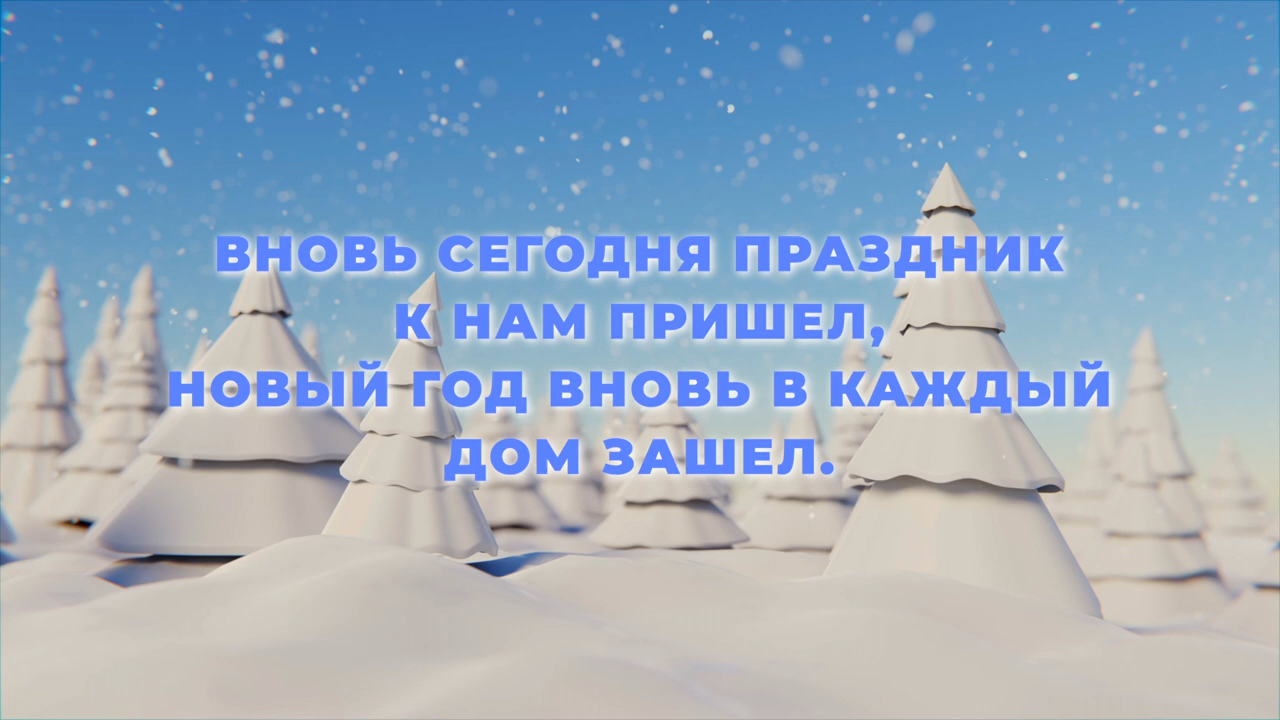 ВНОВЬ СЕГОДНЯ ПРАЗДНИК
К НАМ ПРИШЕЛ,
НОВЫЙ ГОД ВНОВЬ В КАЖДЫЙ
ДОМ ЗАШЕЛ.